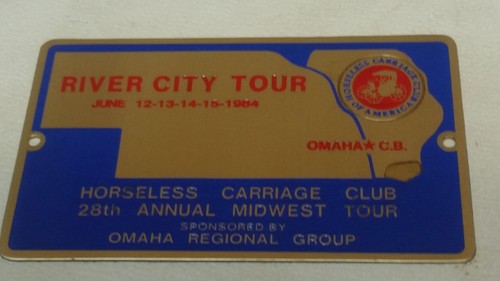 RIVER CITY TOUR
JUNE 12-13-14-15-1984
HORSELESS CARRIAGE CLUB
OF AMERICA
OMAHA★ C.B.
HORSELESS CARRIAGE CLUB
28th ANNUAL MIDWEST TOUR
SPONSORED BY
OMAHA REGIONAL GROUP